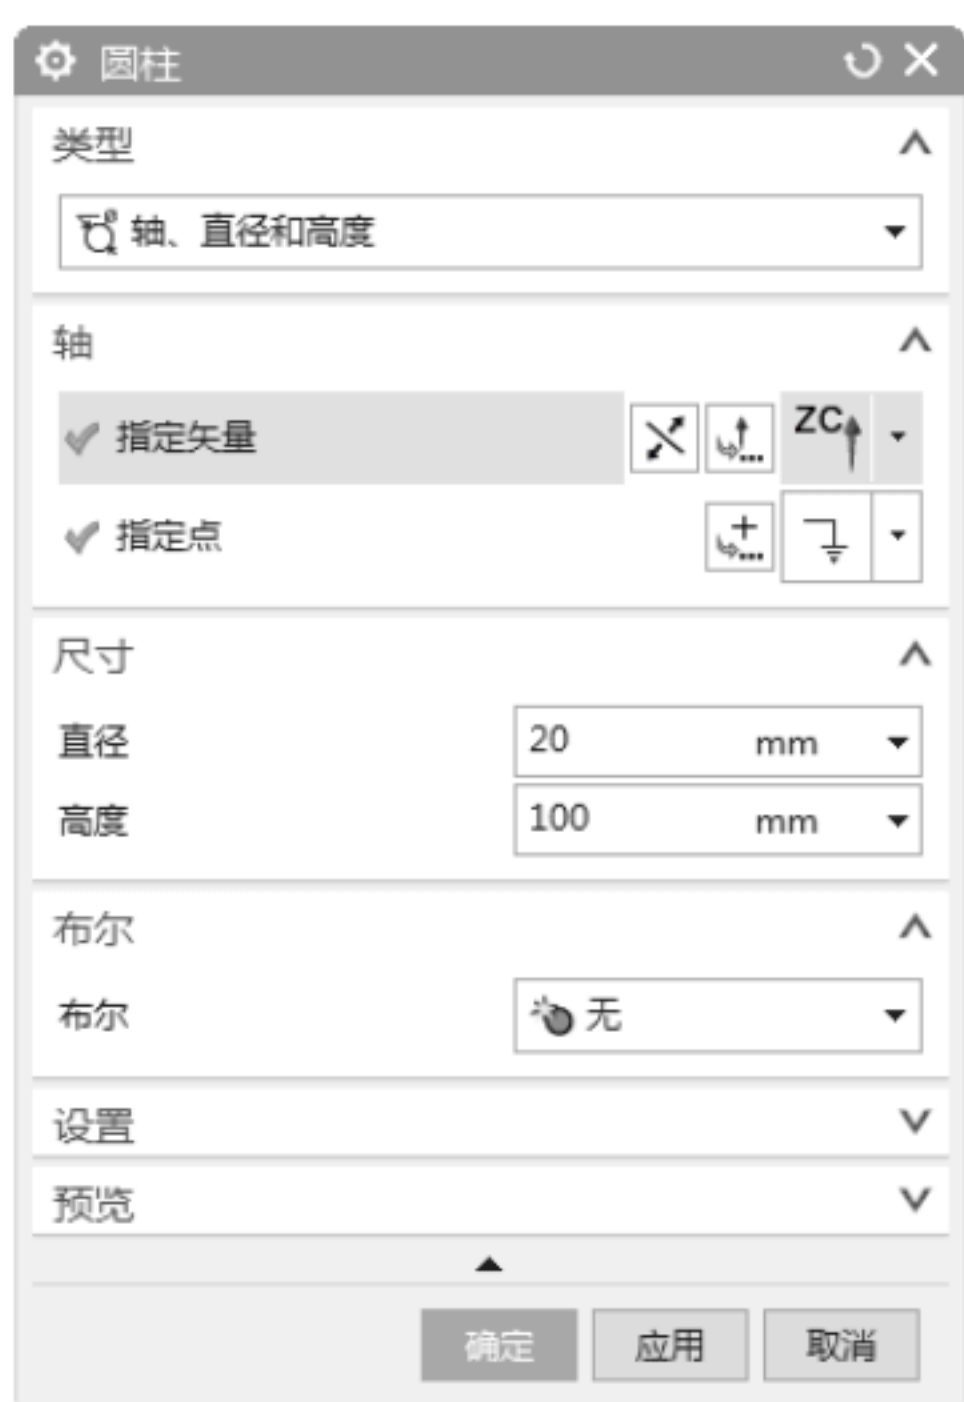 圆柱
类型
轴、直径和高度
轴
指定矢量 ZC
指定点
尺寸
直径 20 mm
高度 100 mm
布尔
布尔 无
设置
预览
确定 应用 取消